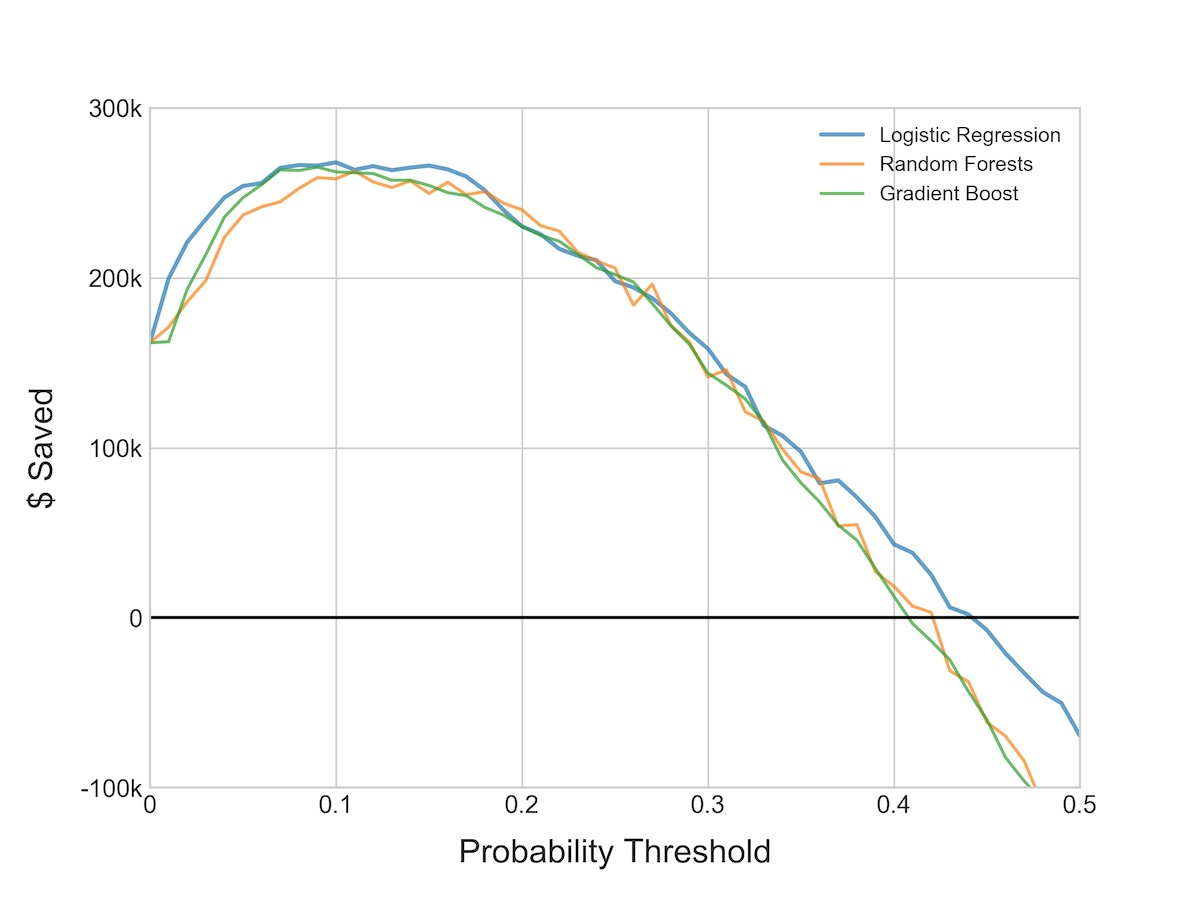 300k
200k
100k
0
-100k
$ Saved
Logistic Regression
Random Forests
Gradient Boost
0 0.1 0.2 0.3 0.4 0.5
Probability Threshold